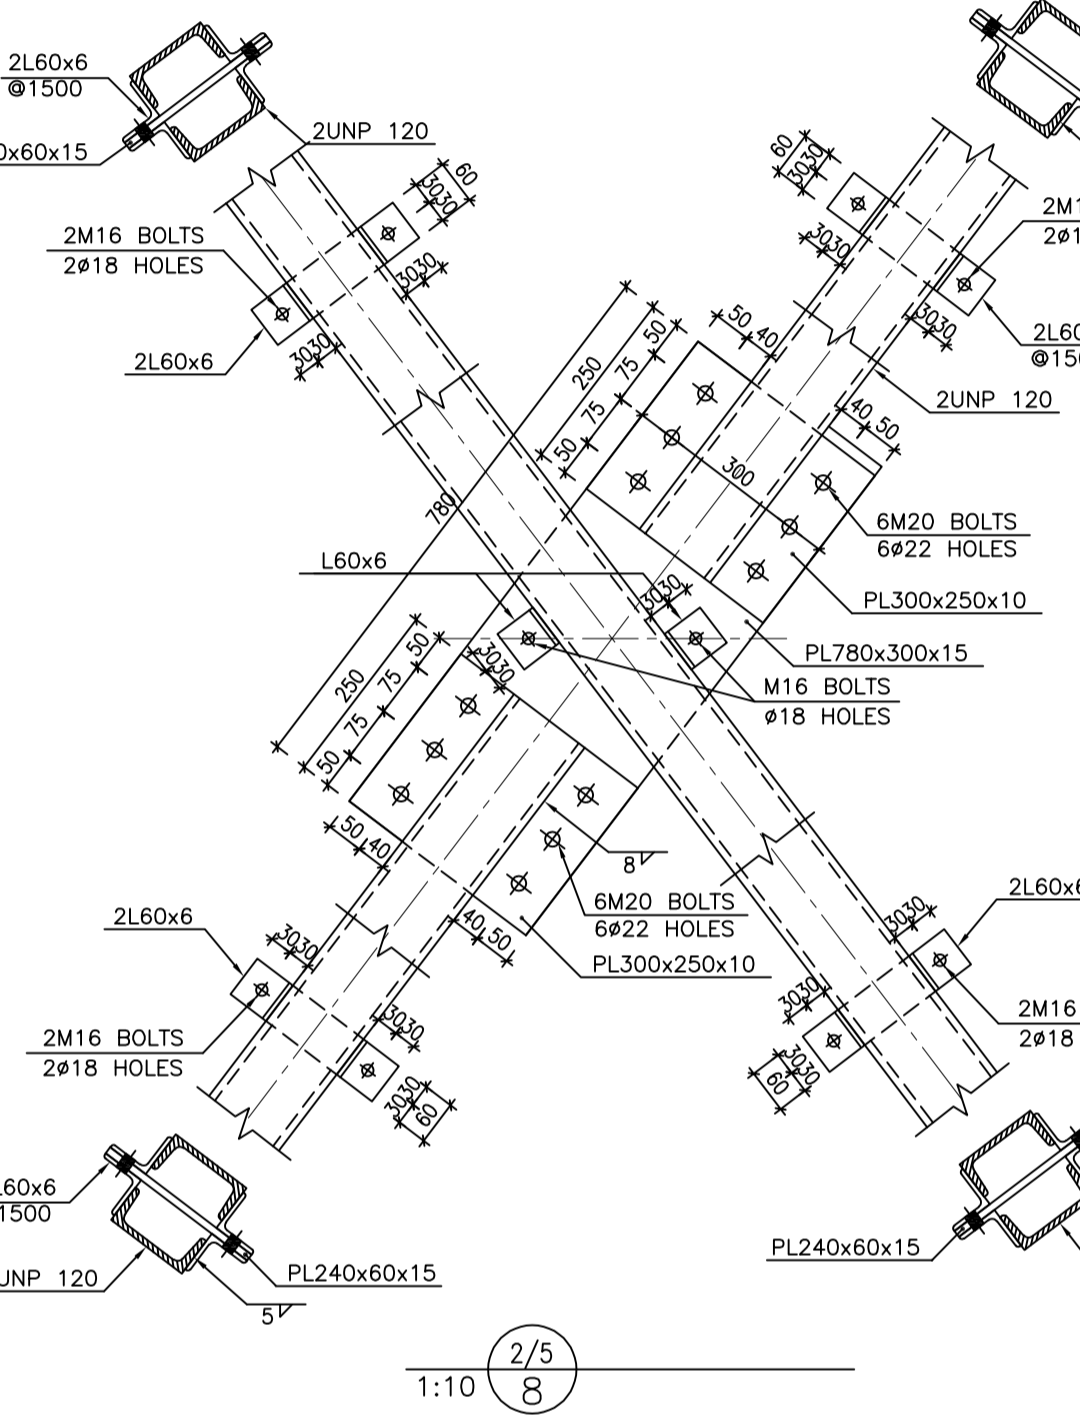 2L60x6
@1500
0x60x15
2UNP 120
60
3030
2M16 BOLTS
2ø18 HOLES
3030
2L60x6
3030
60
3030
3030
2M1
2ø1
3030
2L60
@150
2UNP 120
50
40
50
75
250
75
50
40
50
300
780
6M20 BOLTS
6ø22 HOLES
L60x6
3030
PL300x250x10
PL780x300x15
M16 BOLTS
ø18 HOLES
50
75
250
75
50
3030
50
40
8
6M20 BOLTS
6ø22 HOLES
40
50
PL300x250x10
2L60x6
3030
2M16 BOLTS
2ø18 HOLES
3030
3030
60
2L60x6
3030
3030
2M16
2ø18
3030
60
L60x6
1500
UNP 120
PL240x60x15
5
PL240x60x15
2/5
1:10
8